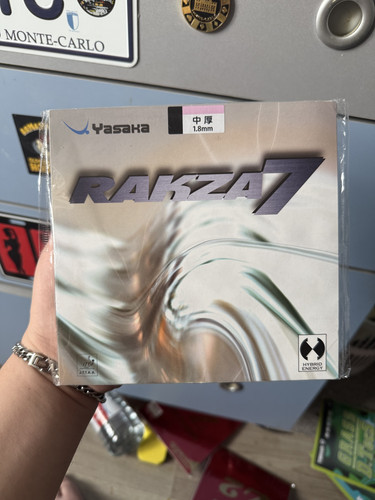 MONTE-CARLO
Yasaka
中厚
1.8mm
RAKZA7
HYBRID
ENERGY